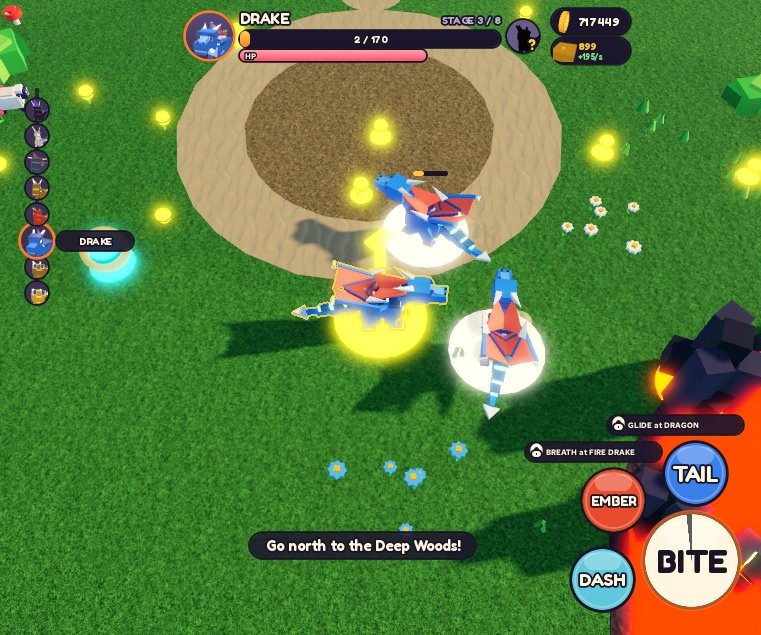 DRAKE
STAGE 3 / 8
2 / 170
HP
?
717449
899
+195/s
DRAKE
GLIDE at DRAGON
BREATH at FIRE DRAKE
TAIL
EMBER
BITE
DASH
Go north to the Deep Woods!